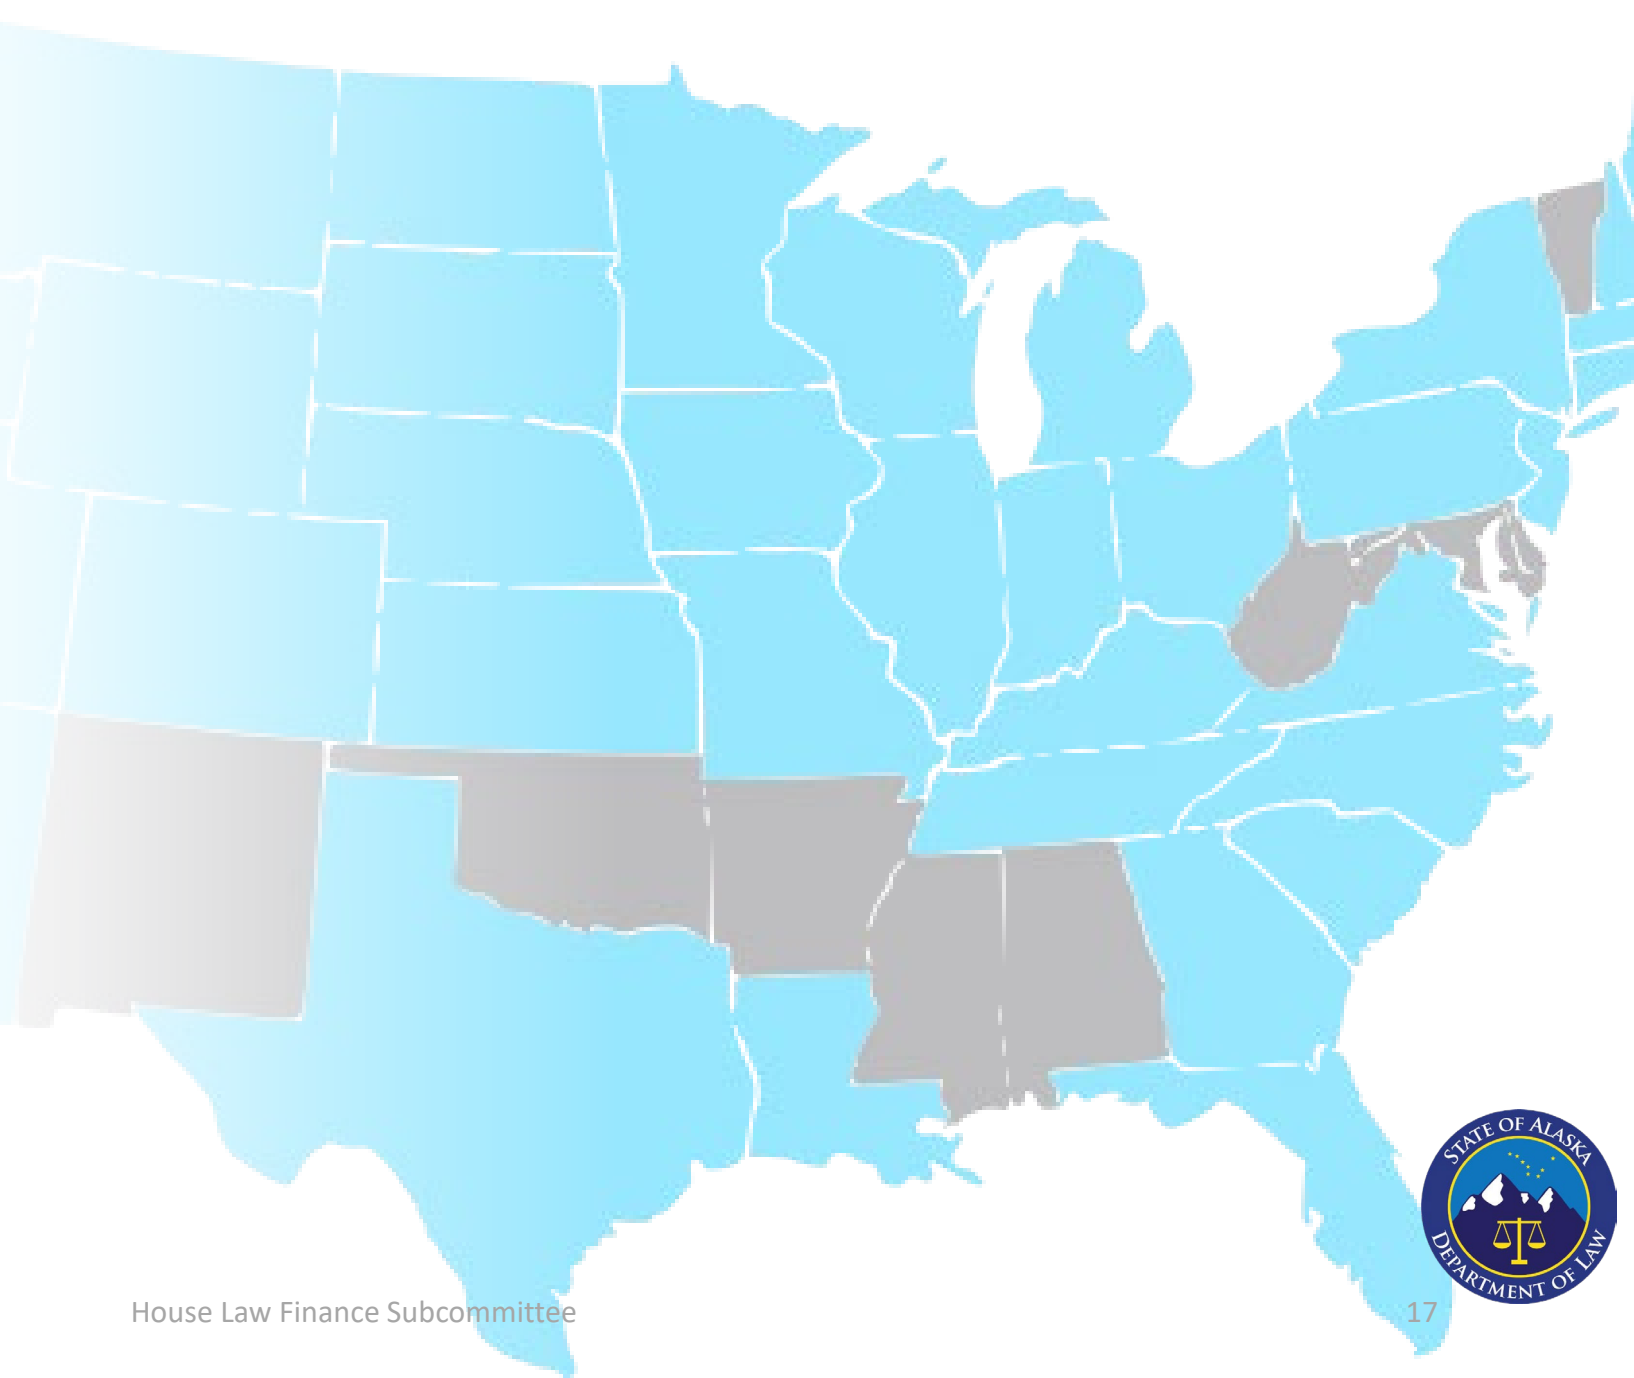 STATE OF ALASKA
DEPARTMENT OF LAW
House Law Finance Subcommittee
17